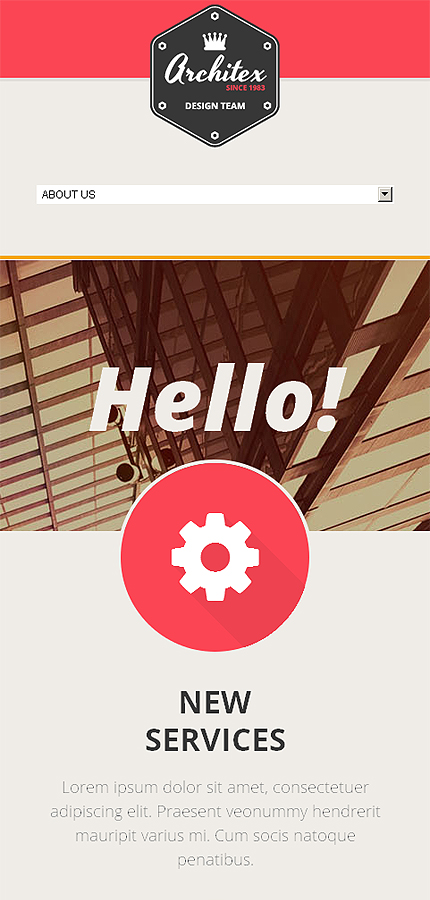 Architex
SINCE 1983
DESIGN TEAM
ABOUT US
Hello!
NEW
SERVICES
Lorem ipsum dolor sit amet, consectetuer
adipiscing elit. Praesent veonummy hendrerit
mauripit varius mi. Cum socis natoque
penatibus.